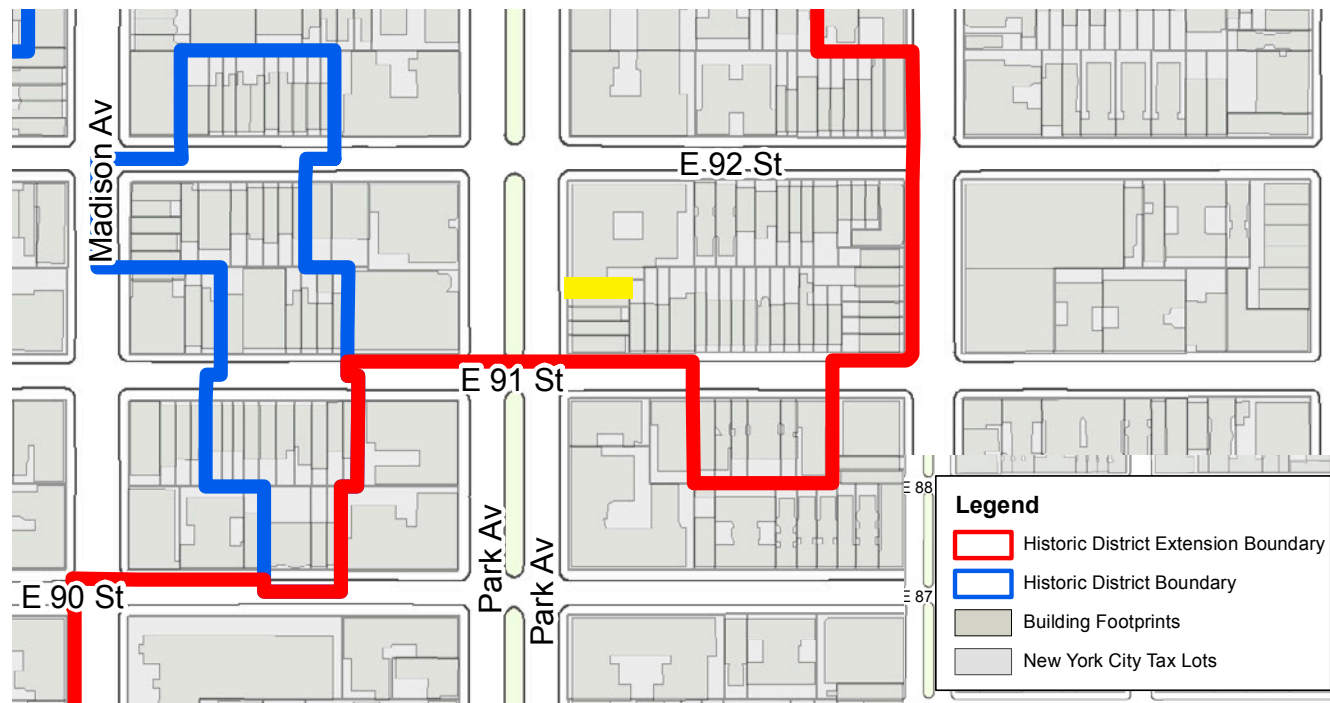 Madison Av
E 92 St
E 91 St
Park Av
Park Av
E 90 St
E 88
E 87
Legend
Historic District Extension Boundary
Historic District Boundary
Building Footprints
New York City Tax Lots